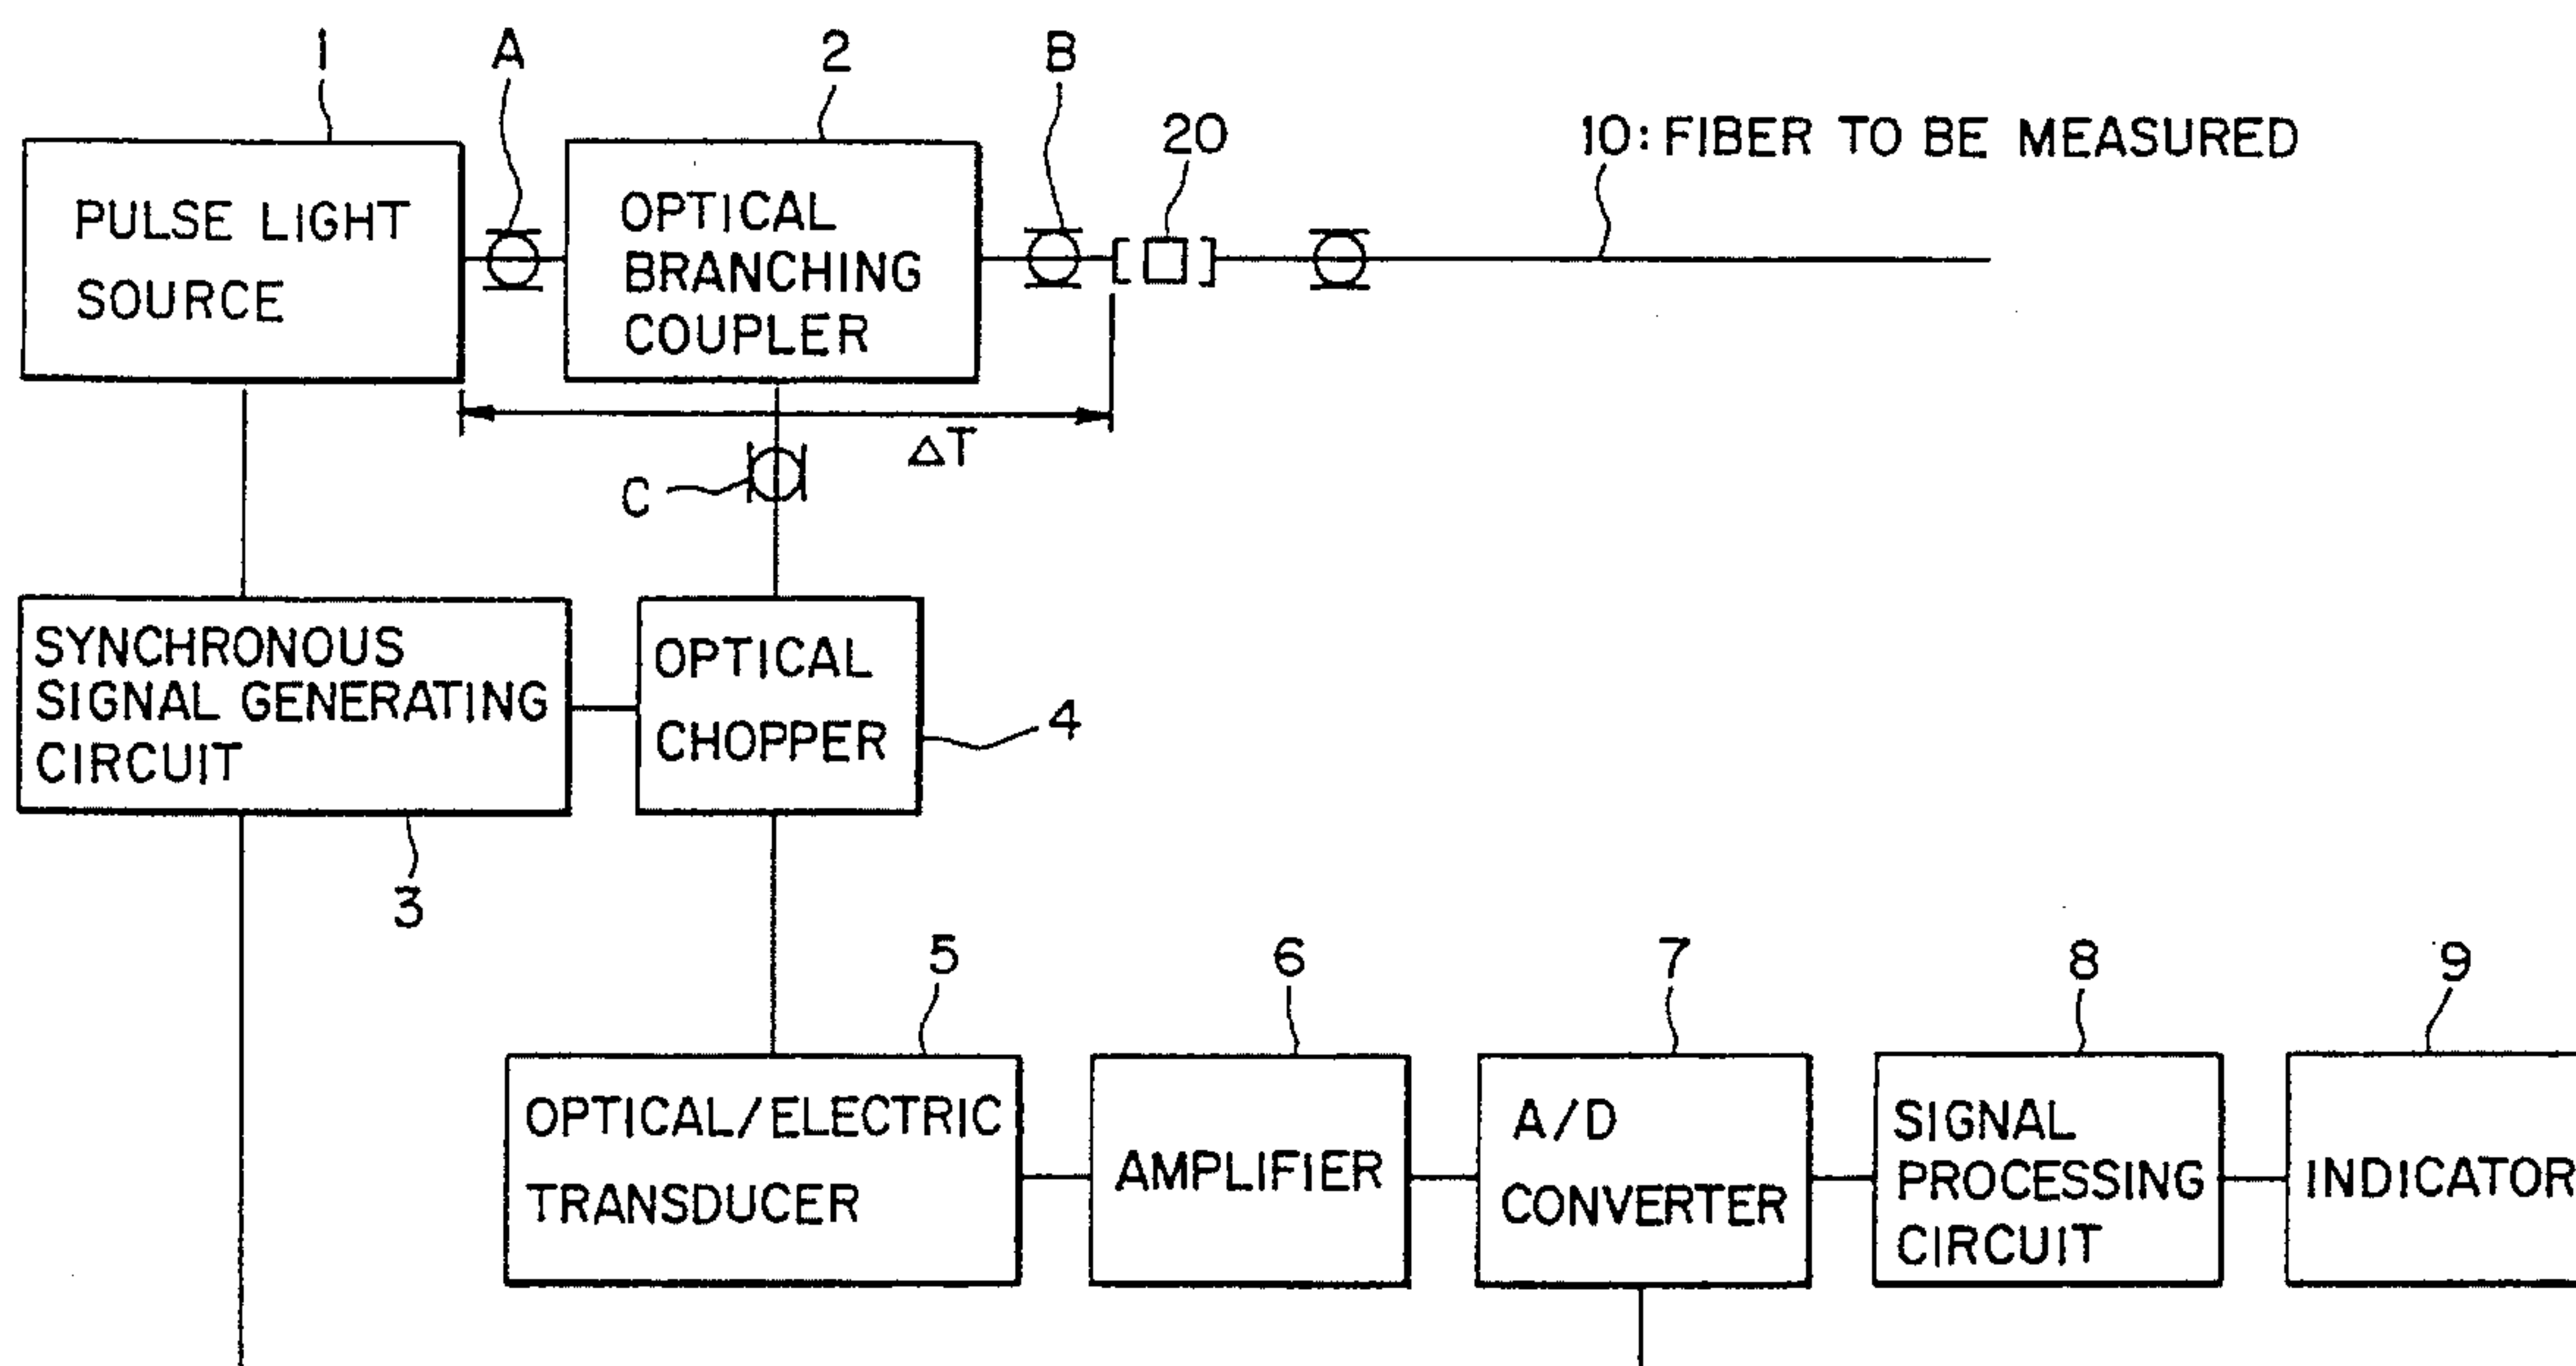 1
A
2
B
20
10: FIBER TO BE MEASURED
PULSE LIGHT
SOURCE
OPTICAL
BRANCHING
COUPLER
ΔT
C
SYNCHRONOUS
SIGNAL GENERATING
CIRCUIT
OPTICAL
CHOPPER
4
3
5
6
7
8
9
OPTICAL/ELECTRIC
TRANSDUCER
AMPLIFIER
A/D
CONVERTER
SIGNAL
PROCESSING
CIRCUIT
INDICATOR